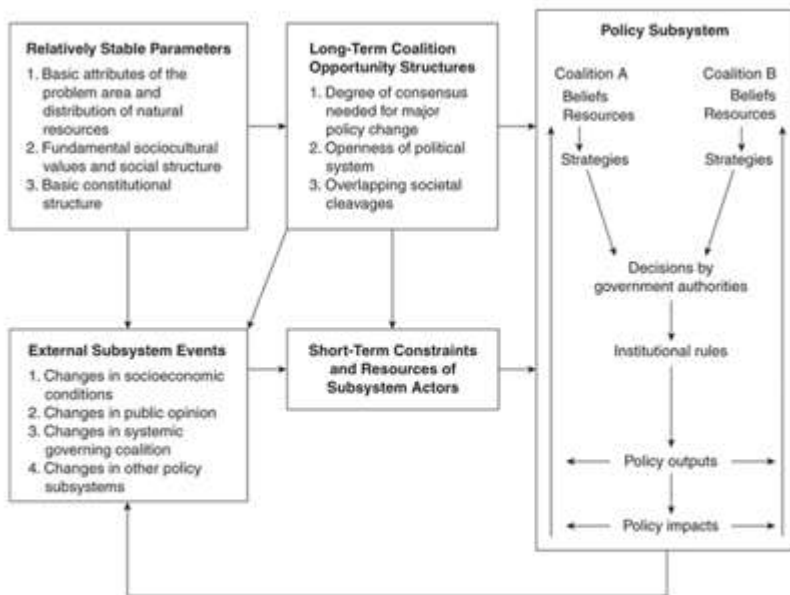 Relatively Stable Parameters
1. Basic attributes of the
problem area and
distribution of natural
resources
2. Fundamental sociocultural
values and social structure
3. Basic constitutional
structure
Long-Term Coalition
Opportunity Structures
1. Degree of consensus
needed for major
policy change
2. Openness of political
system
3. Overlapping societal
cleavages
External Subsystem Events
1. Changes in socioeconomic
conditions
2. Changes in public opinion
3. Changes in systemic
governing coalition
4. Changes in other policy
subsystems
Short-Term Constraints
and Resources of
Subsystem Actors
Policy Subsystem
Coalition A
Beliefs
Resources
Strategies
Coalition B
Beliefs
Resources
Strategies
Decisions by
government authorities
Institutional rules
Policy outputs
Policy impacts